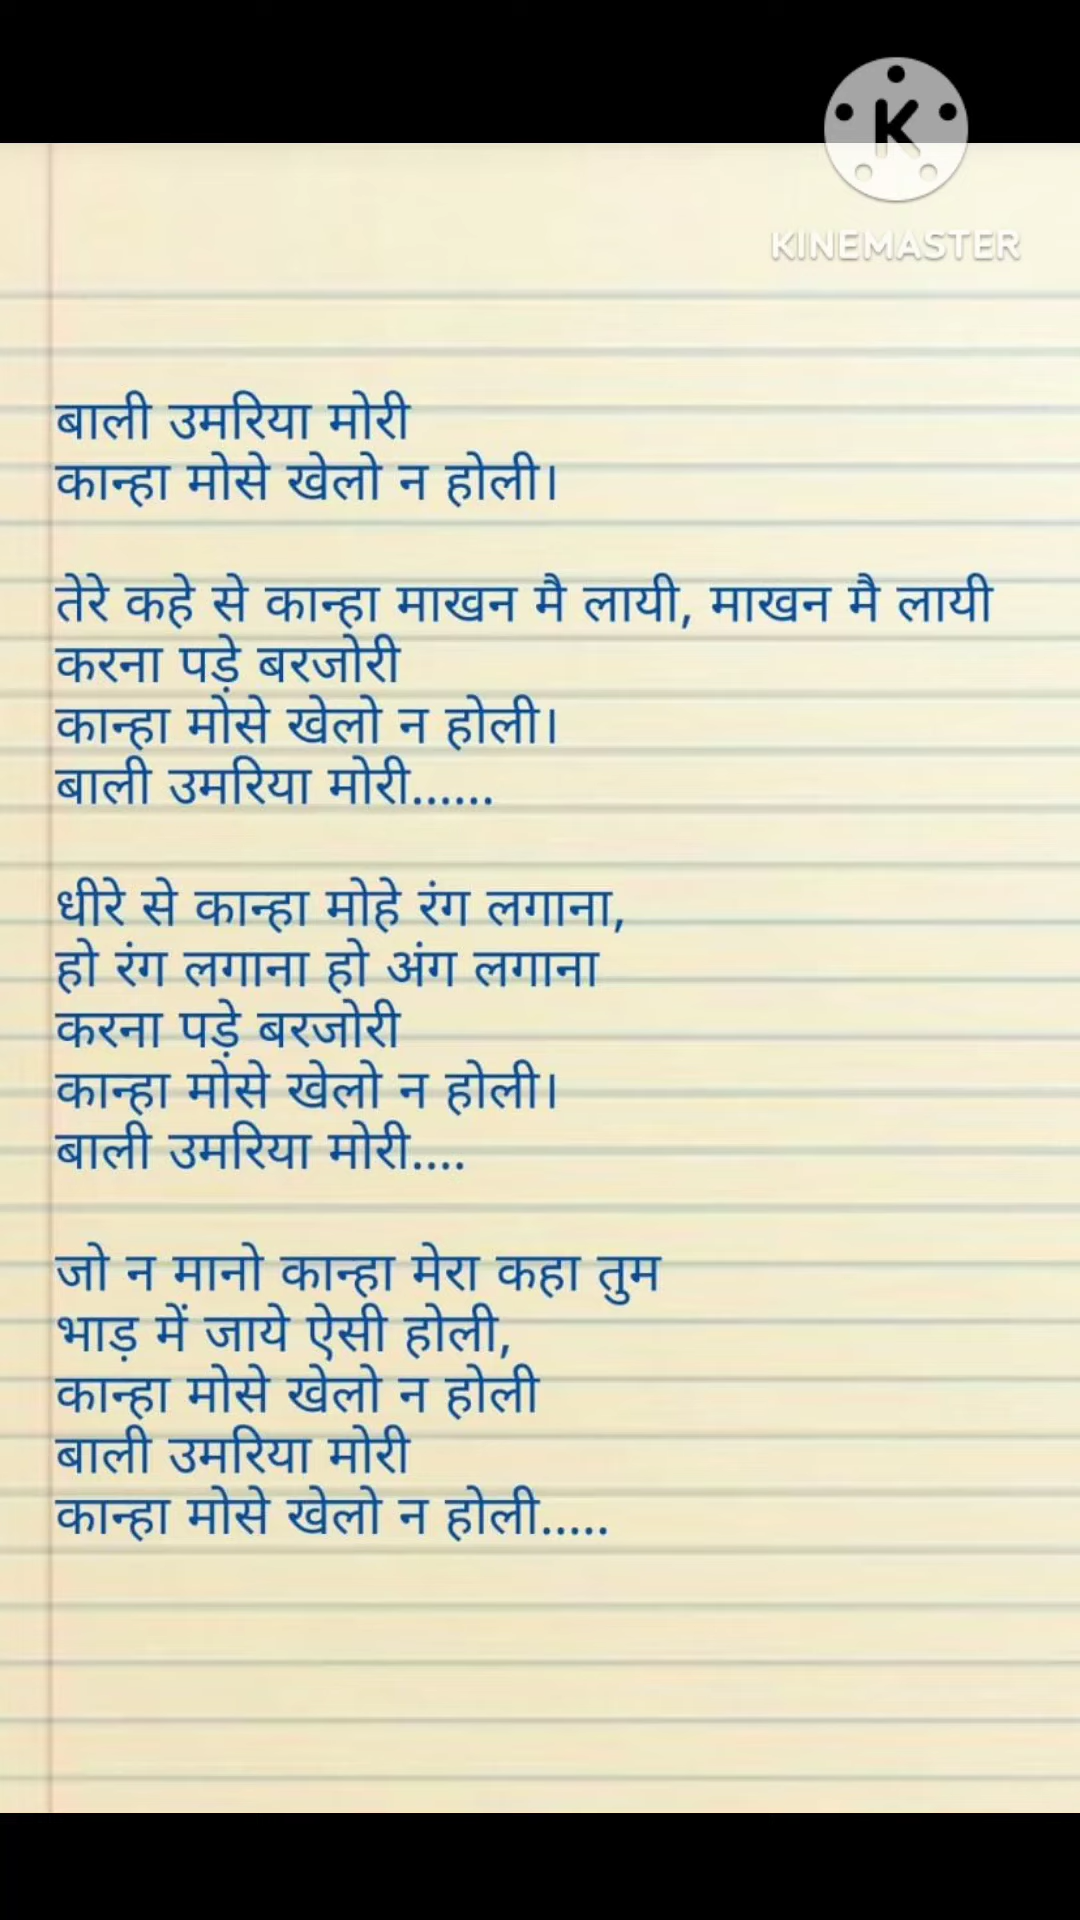 KINEMASTER
बाली उमरिया मोरी
कान्हा मोसे खेलो न होली।
तेरे कहे से कान्हा माखन मै लायी, माखन मै लायी
करना पड़े बरजोरी
कान्हा मोसे खेलो न होली।
बाली उमरिया मोरी......
धीरे से कान्हा मोहे रंग लगाना,
हो रंग लगाना हो अंग लगाना
करना पड़े बरजोरी
कान्हा मोसे खेलो न होली।
बाली उमरिया मोरी....
जो न मानो कान्हा मेरा कहा तुम
भाड़ में जाये ऐसी होली,
कान्हा मोसे खेलो न होली
बाली उमरिया मोरी
कान्हा मोसे खेलो न होली.....